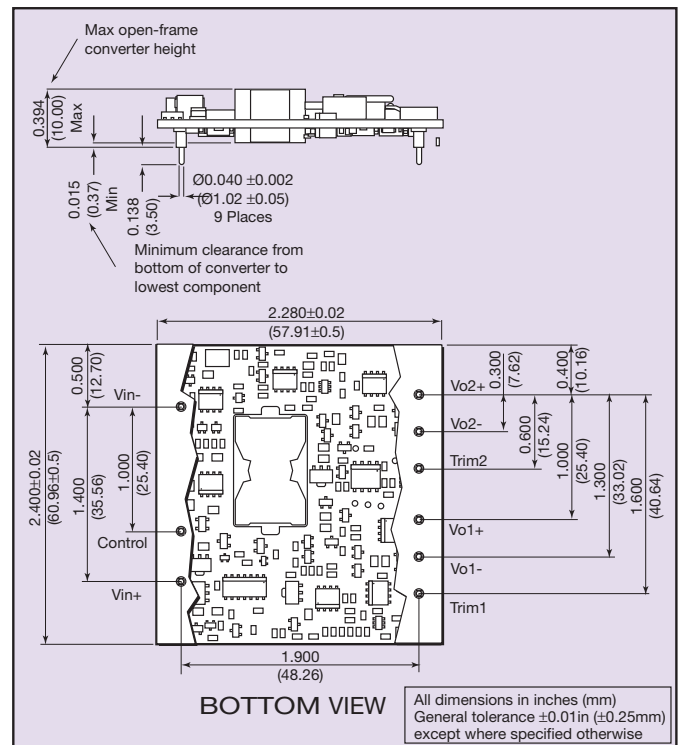 Max open-frame
converter height
0.394
(10.00)
Max
0.015
(0.37)
Min
0.138
(3.50)
Ø0.040 ±0.002
(Ø1.02 ±0.05)
9 Places
Minimum clearance from
bottom of converter to
lowest component
2.280±0.02
(57.91±0.5)
2.400±0.02
(60.96±0.5)
0.500
(12.70)
1.400
(35.56)
1.000
(25.40)
Vin-
Control
Vin+
Vo2+
Vo2-
Trim2
Vo1+
Vo1-
Trim1
0.300
(7.62)
0.400
(10.16)
0.600
(15.24)
1.000
(25.40)
1.300
(33.02)
1.600
(40.64)
1.900
(48.26)
BOTTOM VIEW
All dimensions in inches (mm)
General tolerance ±0.01in (±0.25mm)
except where specified otherwise